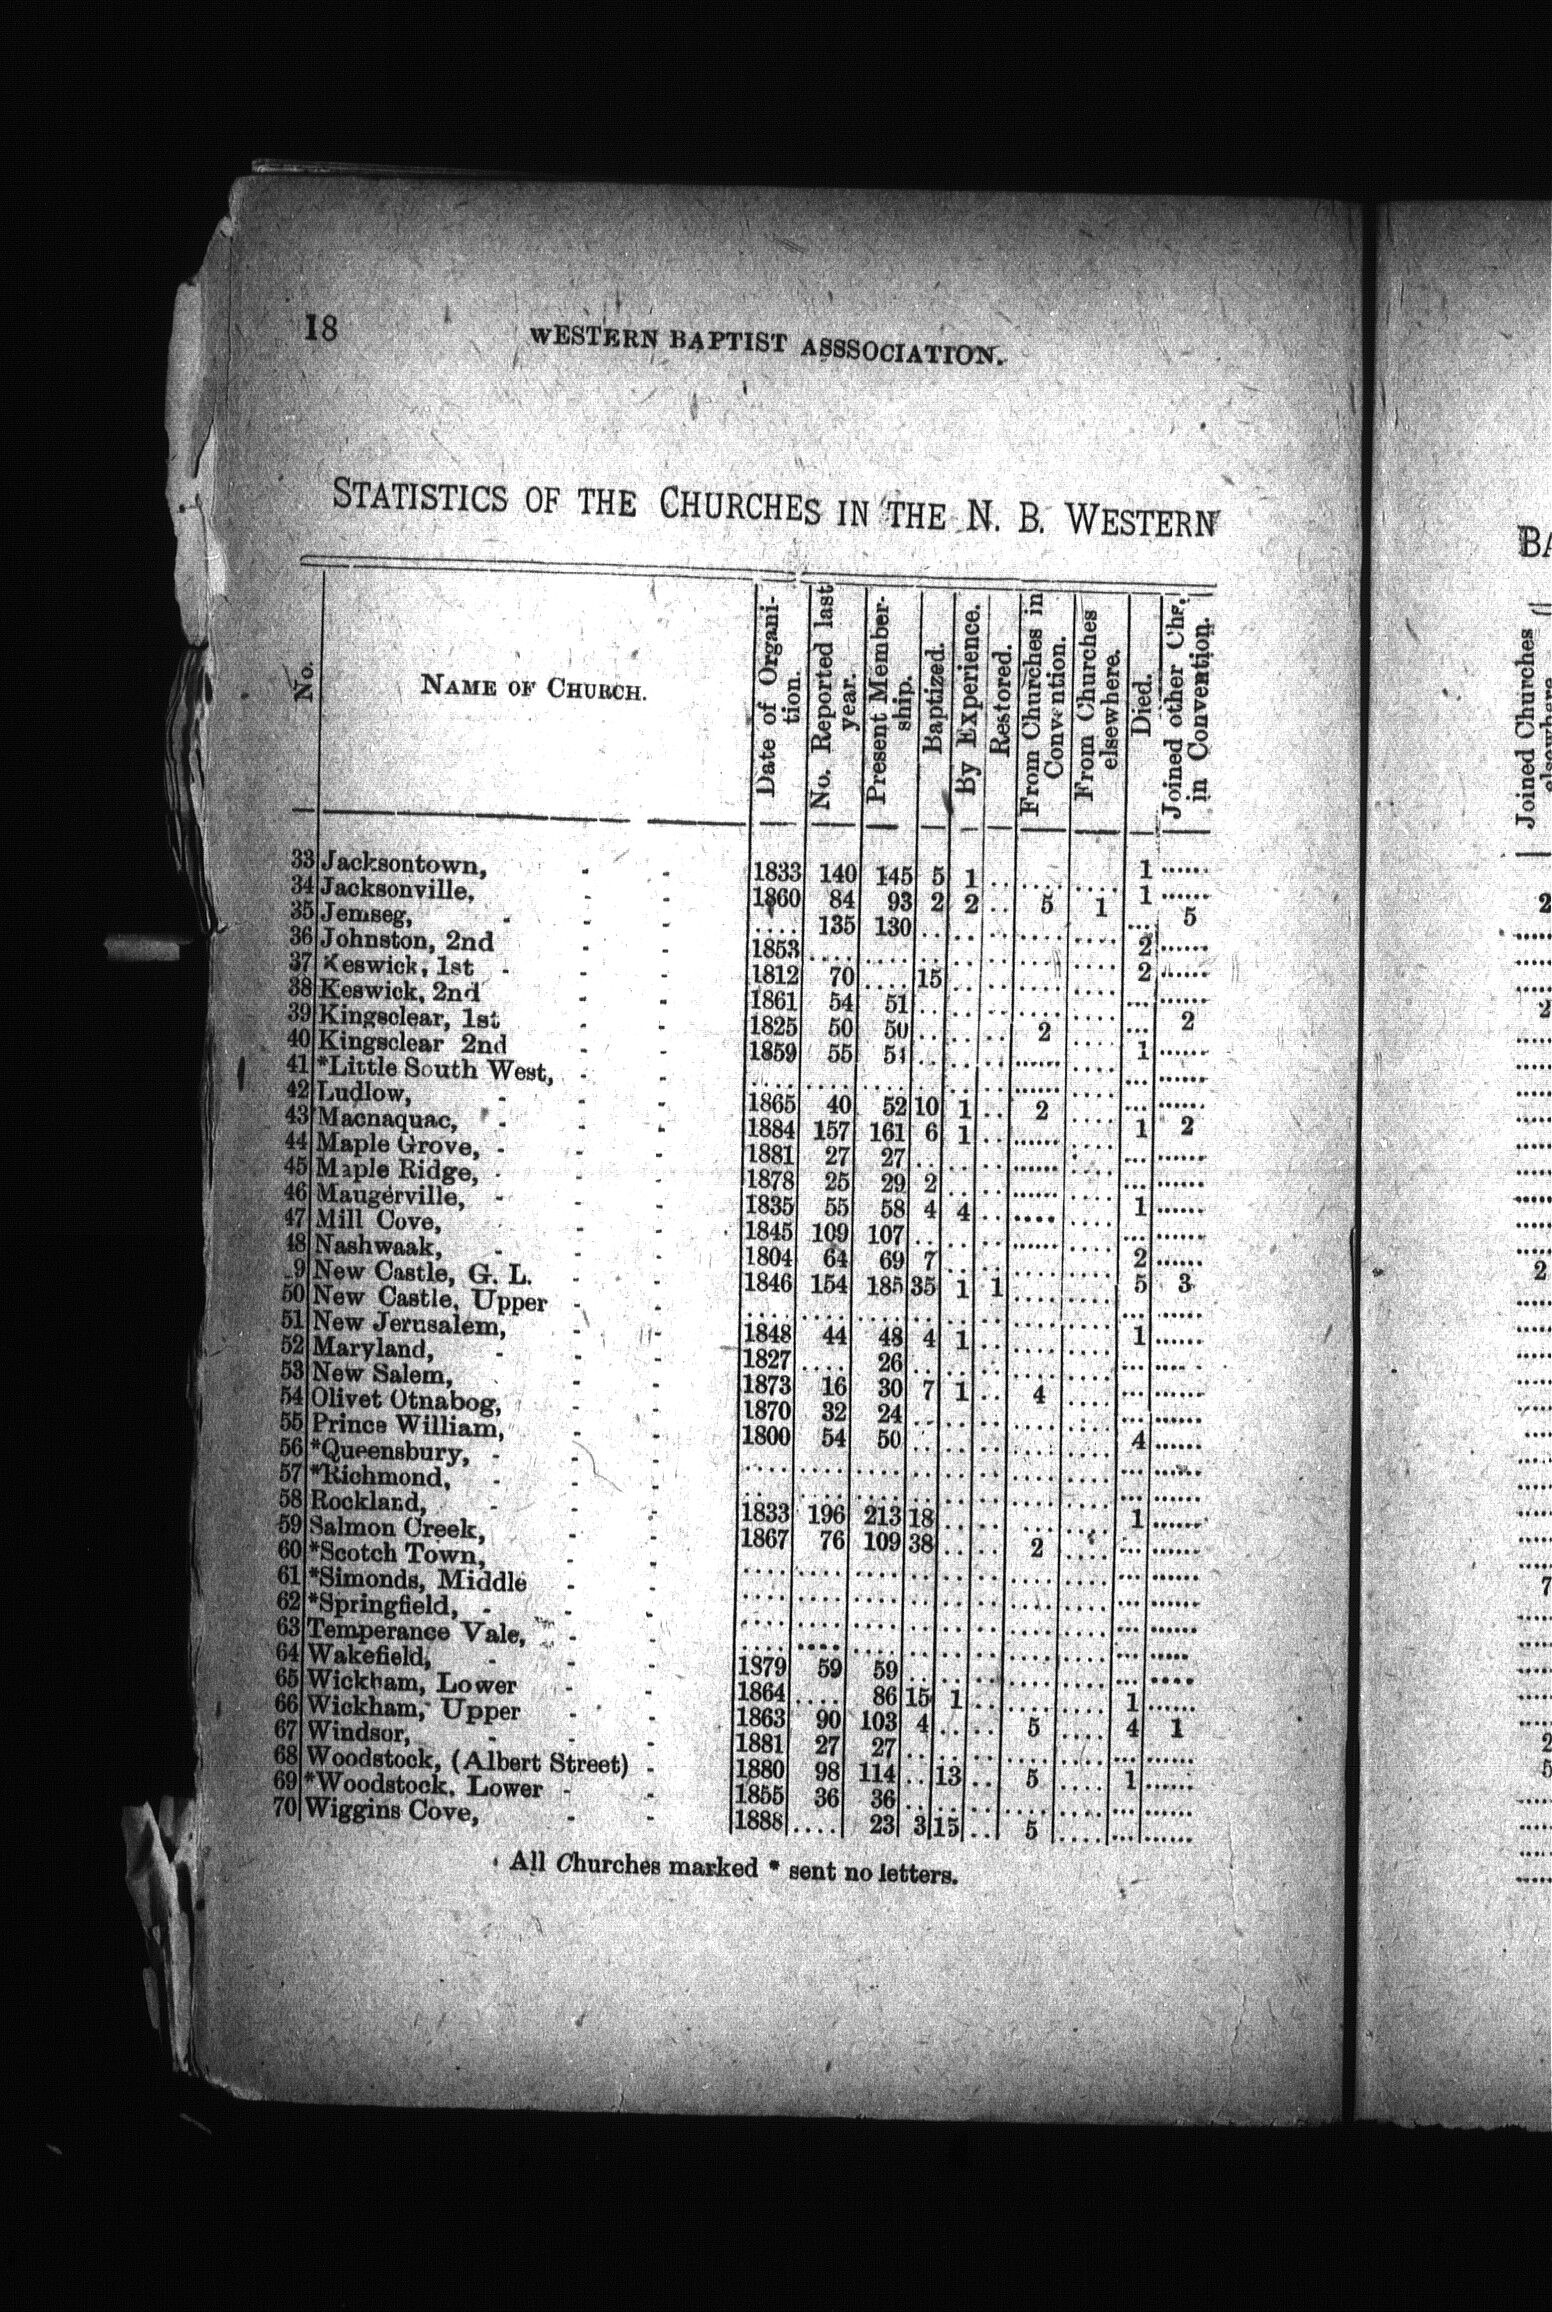 18
WESTERN BAPTIST ASSSOCIATION.
STATISTICS OF THE CHURCHES IN THE N. B. WESTERN
No.
NAME OF CHURCH.
Date of Organi-
tion.
No. Reported last
year.
Present Member-
ship.
Baptized.
By Experience.
Restored.
From Churches in
Convention.
From Churches
elsewhere.
Died.
Joined other Chs.
in Convention.
33 Jacksontown, - - 1833 140 145 5 1 .. .... .... 1 ......
34 Jacksonville, - - 1860 84 93 2 2 .. 5 1 1 ......
35 Jemseg, - - - .... 135 130 .. .. .. .... .... ... 5
36 Johnston, 2nd - - 1853 .... .... .. .. .. .... .... 2 ......
37 Keswick, 1st - - - 1812 70 .... 15 .. .. .... .... 2 ......
38 Keswick, 2nd - - 1861 54 51 .. .. .. .... .... ... ......
39 Kingsclear, 1st - - 1825 50 50 .. .. .. 2 .... ... 2
40 Kingsclear 2nd - - 1859 55 51 .. .. .. ...... .... 1 ......
41 *Little South West, - - .... .... .... .. .. .. ...... .... ... ......
42 Ludlow, - - - 1865 40 52 10 1 .. 2 .... ... ......
43 Macnaquac, - - - 1884 157 161 6 1 .. ...... .... 1 2
44 Maple Grove, - - - 1881 27 27 .. .. .. ...... .... ... ......
45 Maple Ridge, - - - 1878 25 29 2 .. .. ...... .... ... ......
46 Maugerville, - - - 1835 55 58 4 4 .. ...... .... 1 ......
47 Mill Cove, - - 1845 109 107 .. .. .. ...... .... ... ......
48 Nashwaak, - - - 1804 64 69 7 .. .. .... .... 2 ......
9 New Castle, G. L. - - 1846 154 185 35 1 1 .... .... 5 3
50 New Castle, Upper - - .... .... .... .. .. .. .... .... ... ......
51 New Jerusalem, - - 1848 44 48 4 1 .. .... .... 1 ......
52 Maryland, - - - 1827 .... 26 .. .. .. .... .... ... ......
53 New Salem, - - 1873 16 30 7 1 .. 4 .... ... ......
54 Olivet Otnabog, - - 1870 32 24 .. .. .. .... .... ... ......
55 Prince William, - - 1800 54 50 .. .. .. .... .... 4 ......
56 *Queensbury, - - - .... .... .... .. .. .. .... .... ... ......
57 *Richmond, - - - .... .... .... .. .. .. .... .... ... ......
58 Rockland, - - - 1833 196 213 18 .. .. .... .... 1 ......
59 Salmon Creek, - - 1867 76 109 38 .. .. 2 .... ... ......
60 *Scotch Town, - - .... .... .... .. .. .. .... .... ... ......
61 *Simonds, Middle - - .... .... .... .. .. .. .... .... ... ......
62 *Springfield, - - - .... .... .... .. .. .. .... .... ... ......
63 Temperance Vale, - - .... .... .... .. .. .. .... .... ... ......
64 Wakefield, - - - 1879 59 59 .. .. .. .... .... ... ......
65 Wickham, Lower - - 1864 .... 86 15 1 .. .... .... 1 ......
66 Wickham, Upper - - 1863 90 103 4 .. .. 5 .... 4 1
67 Windsor, - - - 1881 27 27 .. .. .. .... .... ... ......
68 Woodstock, (Albert Street) - 1880 98 114 .. 13 .. 5 .... 1 ......
69 *Woodstock, Lower - - 1855 36 36 .. .. .. .... .... ... ......
70 Wiggins Cove, - - 1888 .... 23 3 15 .. 5 .... ... ......
All Churches marked * sent no letters.
BA
Joined Churches
elsewhere
2
2
2
7
2
5